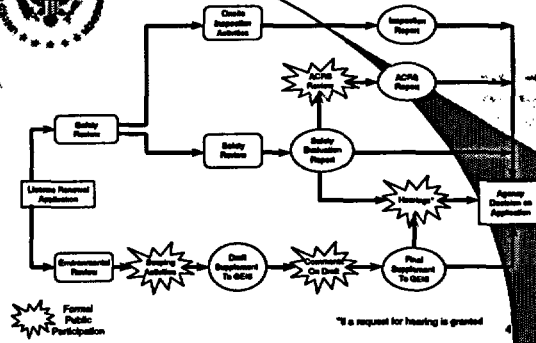 Onsite
Inspection
Activities
Inspection
Report
ACRS
Review
ACRS
Report
Safety
Review
Safety
Review
Safety
Evaluation
Report
License Renewal
Application
Hearings*
Agency
Decision on
Application
Environmental
Review
Scoping
Activities
Draft
Supplement
To GEIS
Comments
On Draft
Final
Supplement
To GEIS
Formal
Public
Participation
*If a request for hearing is granted
4